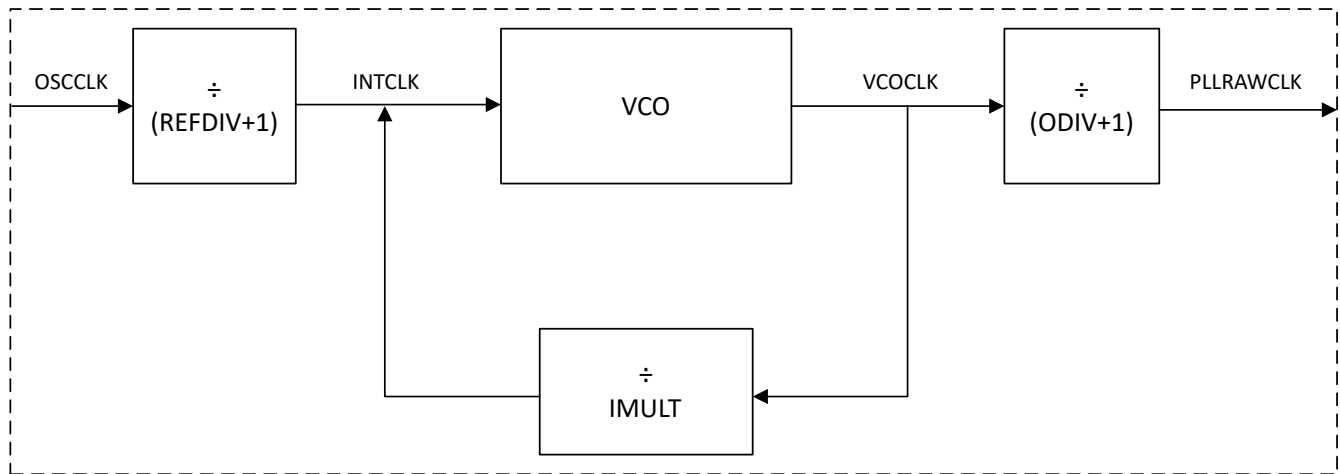 OSCCLK
÷
(REFDIV+1)
INTCLK
VCO
VCOCLK
÷
(ODIV+1)
PLLRAWCLK
÷
IMULT